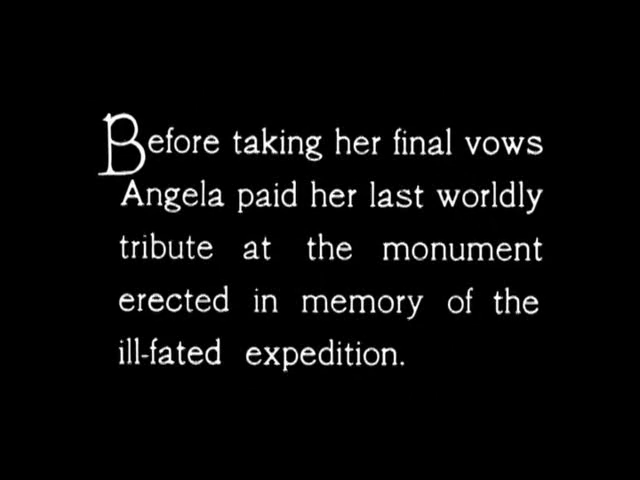 Before taking her final vows
Angela paid her last worldly
tribute at the monument
erected in memory of the
ill-fated expedition.